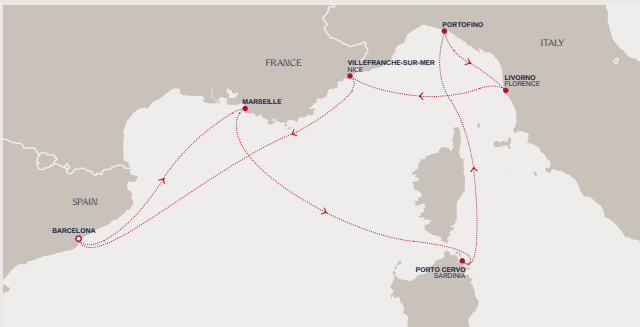 PORTOFINO
ITALY
FRANCE
VILLEFRANCHE-SUR-MER
NICE
LIVORNO
FLORENCE
MARSEILLE
SPAIN
BARCELONA
PORTO CERVO
SARDINIA